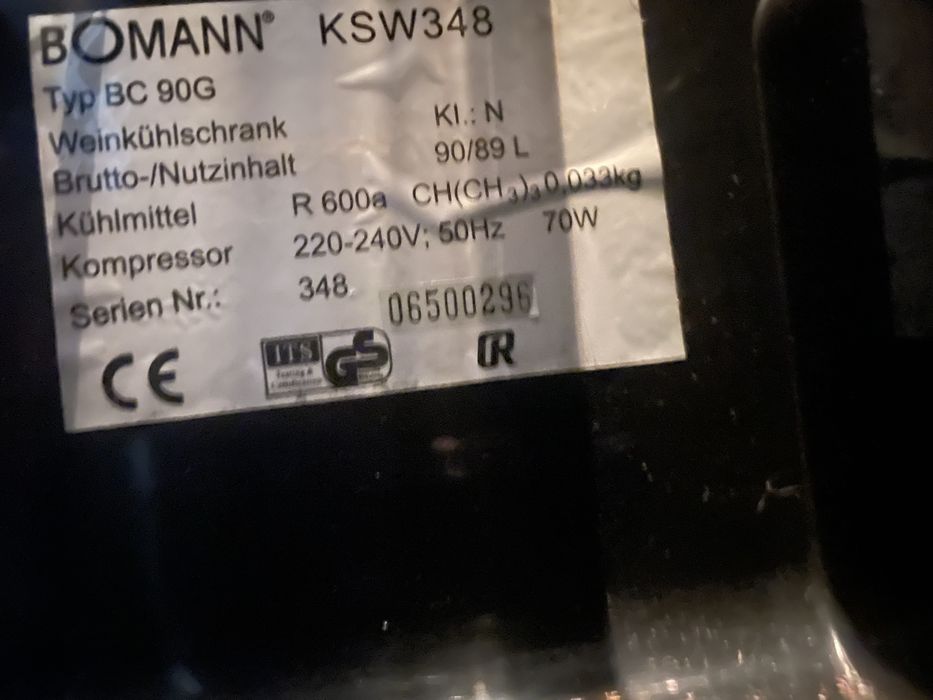 BOMANN® KSW348
Typ BC 90G
Weinkühlschrank Kl.: N
Brutto-/Nutzinhalt 90/89 L
Kühlmittel R 600a CH(CH₃)₃ 0,033kg
Kompressor 220-240V; 50Hz 70W
Serien Nr.: 348 06500296
CE ITS GS